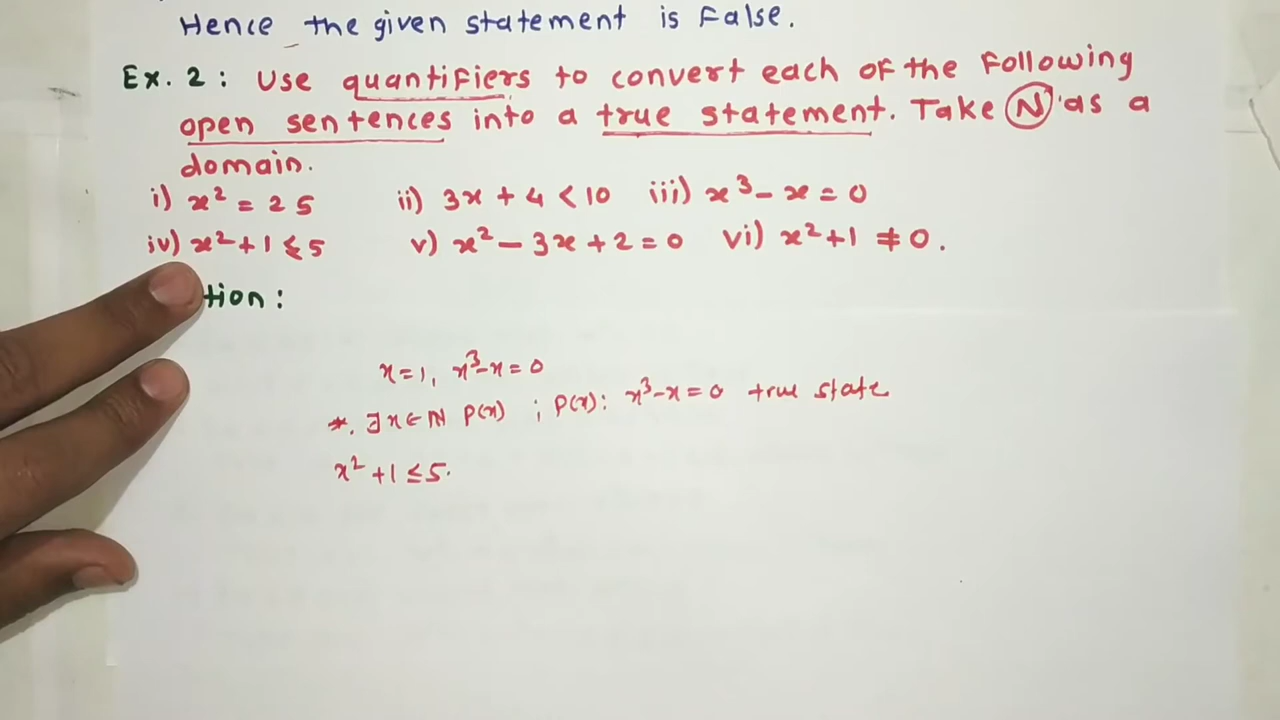 Hence the given statement is False.
Ex. 2 : Use quantifiers to convert each of the following
open sentences into a true statement. Take N as a
domain.
i) x² = 25 ii) 3x + 4 < 10 iii) x³ - x = 0
iv) x² + 1 ≤ 5 v) x² - 3x + 2 = 0 vi) x² + 1 ≠ 0.
tion :
x = 1, x³ - x = 0
*. ∃ x ∈ N P(x) ; P(x) : x³ - x = 0 true state
x² + 1 ≤ 5.